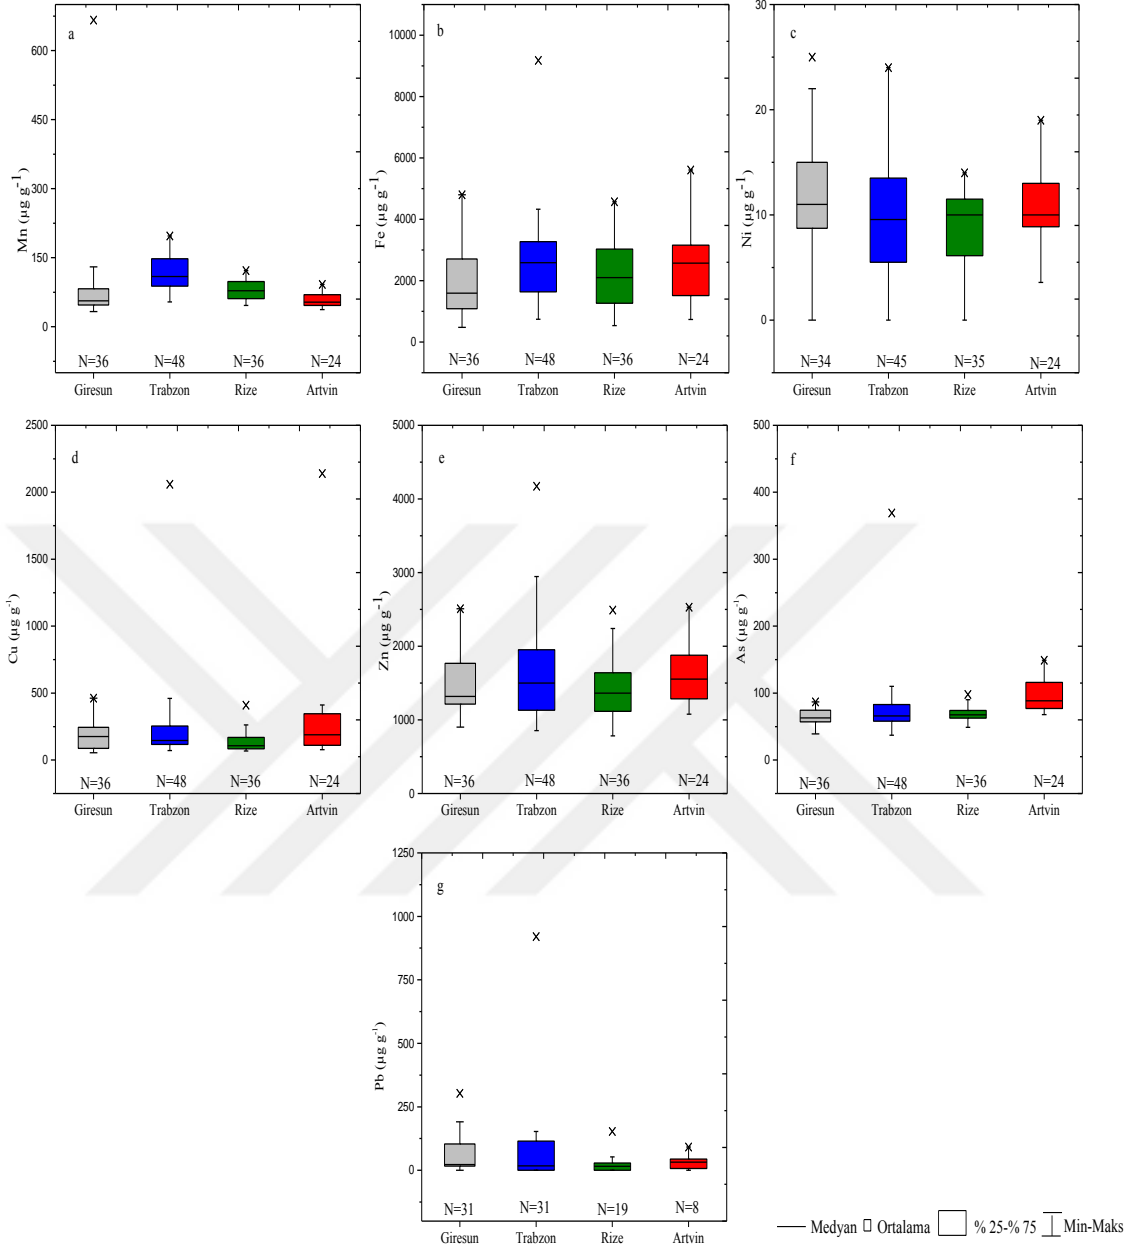 a
Mn (µg g⁻¹)
600
450
300
150
0
N=36 N=48 N=36 N=24
Giresun Trabzon Rize Artvin
b
Fe (µg g⁻¹)
10000
8000
6000
4000
2000
0
N=36 N=48 N=36 N=24
Giresun Trabzon Rize Artvin
c
Ni (µg g⁻¹)
30
20
10
0
N=34 N=45 N=35 N=24
Giresun Trabzon Rize Artvin
d
Cu (µg g⁻¹)
2500
2000
1500
1000
500
0
N=36 N=48 N=36 N=24
Giresun Trabzon Rize Artvin
e
Zn (µg g⁻¹)
5000
4000
3000
2000
1000
0
N=36 N=48 N=36 N=24
Giresun Trabzon Rize Artvin
f
As (µg g⁻¹)
500
400
300
200
100
0
N=36 N=48 N=36 N=24
Giresun Trabzon Rize Artvin
g
Pb (µg g⁻¹)
1250
1000
750
500
250
0
N=31 N=31 N=19 N=8
Giresun Trabzon Rize Artvin
Medyan Ortalama % 25-% 75 Min-Maks